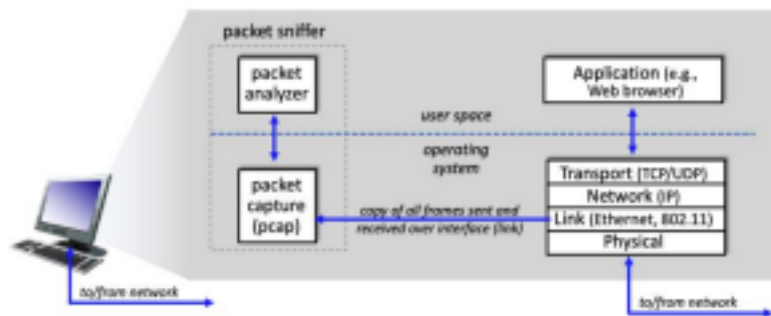 packet sniffer
packet
analyzer
Application (e.g.,
Web browser)
user space
operating
system
packet
capture
(pcap)
copy of all frames sent and
received over interface (link)
Transport (TCP/UDP)
Network (IP)
Link (Ethernet, 802.11)
Physical
to/from network
to/from network